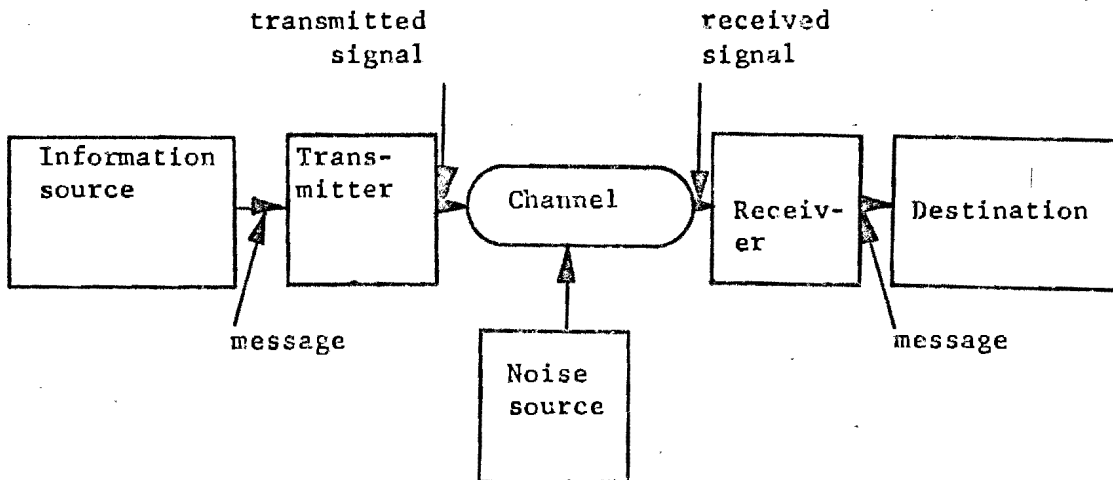 transmitted
signal
received
signal
Information
source
Trans-
mitter
Channel
Receiv-
er
Destination
message
message
Noise
source